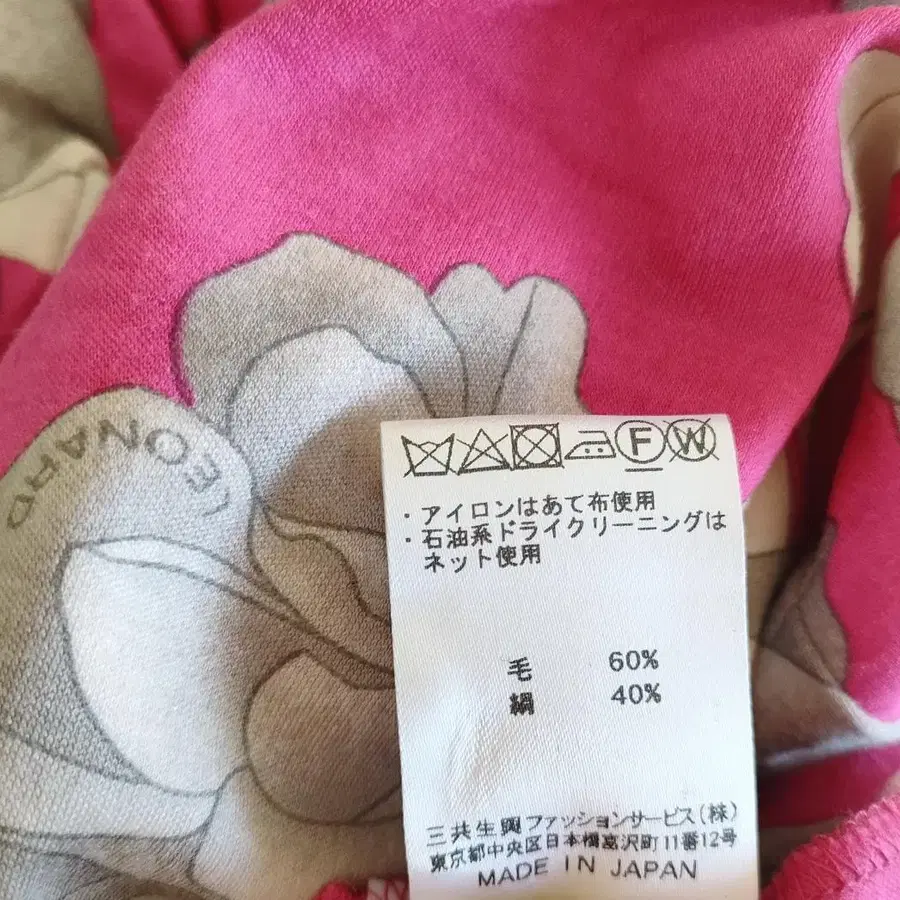 LEONARD
F W
・アイロンはあて布使用
・石油系ドライクリーニングは
ネット使用
毛 60%
絹 40%
三共生興ファッションサービス(株)
東京都中央区日本橋富沢町11番12号
MADE IN JAPAN